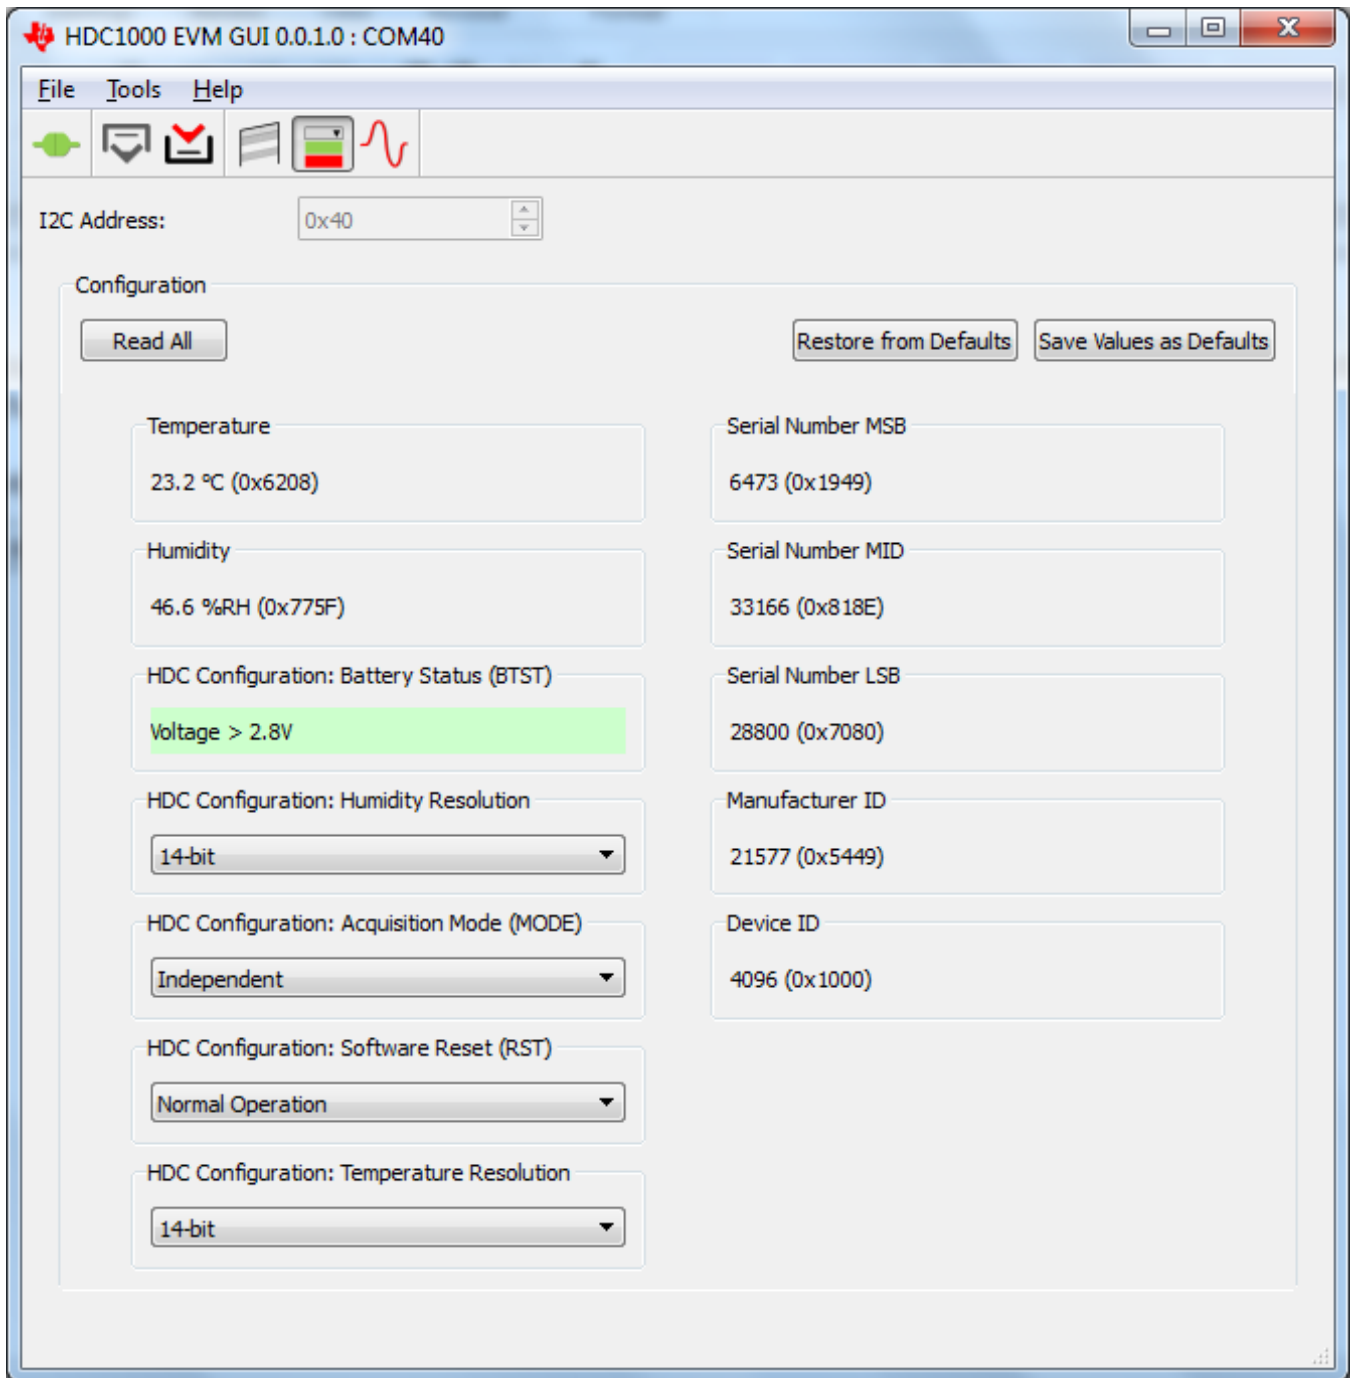 HDC1000 EVM GUI 0.0.1.0 : COM40
File Tools Help
I2C Address: 0x40
Configuration
Read All Restore from Defaults Save Values as Defaults
Temperature
23.2 °C (0x6208)
Humidity
46.6 %RH (0x775F)
HDC Configuration: Battery Status (BTST)
Voltage > 2.8V
HDC Configuration: Humidity Resolution
14-bit
HDC Configuration: Acquisition Mode (MODE)
Independent
HDC Configuration: Software Reset (RST)
Normal Operation
HDC Configuration: Temperature Resolution
14-bit
Serial Number MSB
6473 (0x1949)
Serial Number MID
33166 (0x818E)
Serial Number LSB
28800 (0x7080)
Manufacturer ID
21577 (0x5449)
Device ID
4096 (0x1000)